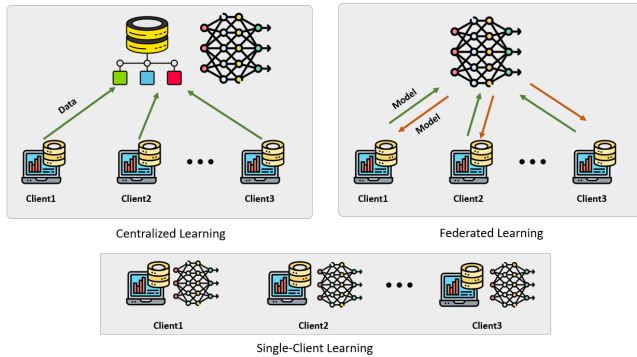 Data
Client1
Client2
Client3
Centralized Learning
Model
Model
Client1
Client2
Client3
Federated Learning
Client1
Client2
Client3
Single-Client Learning